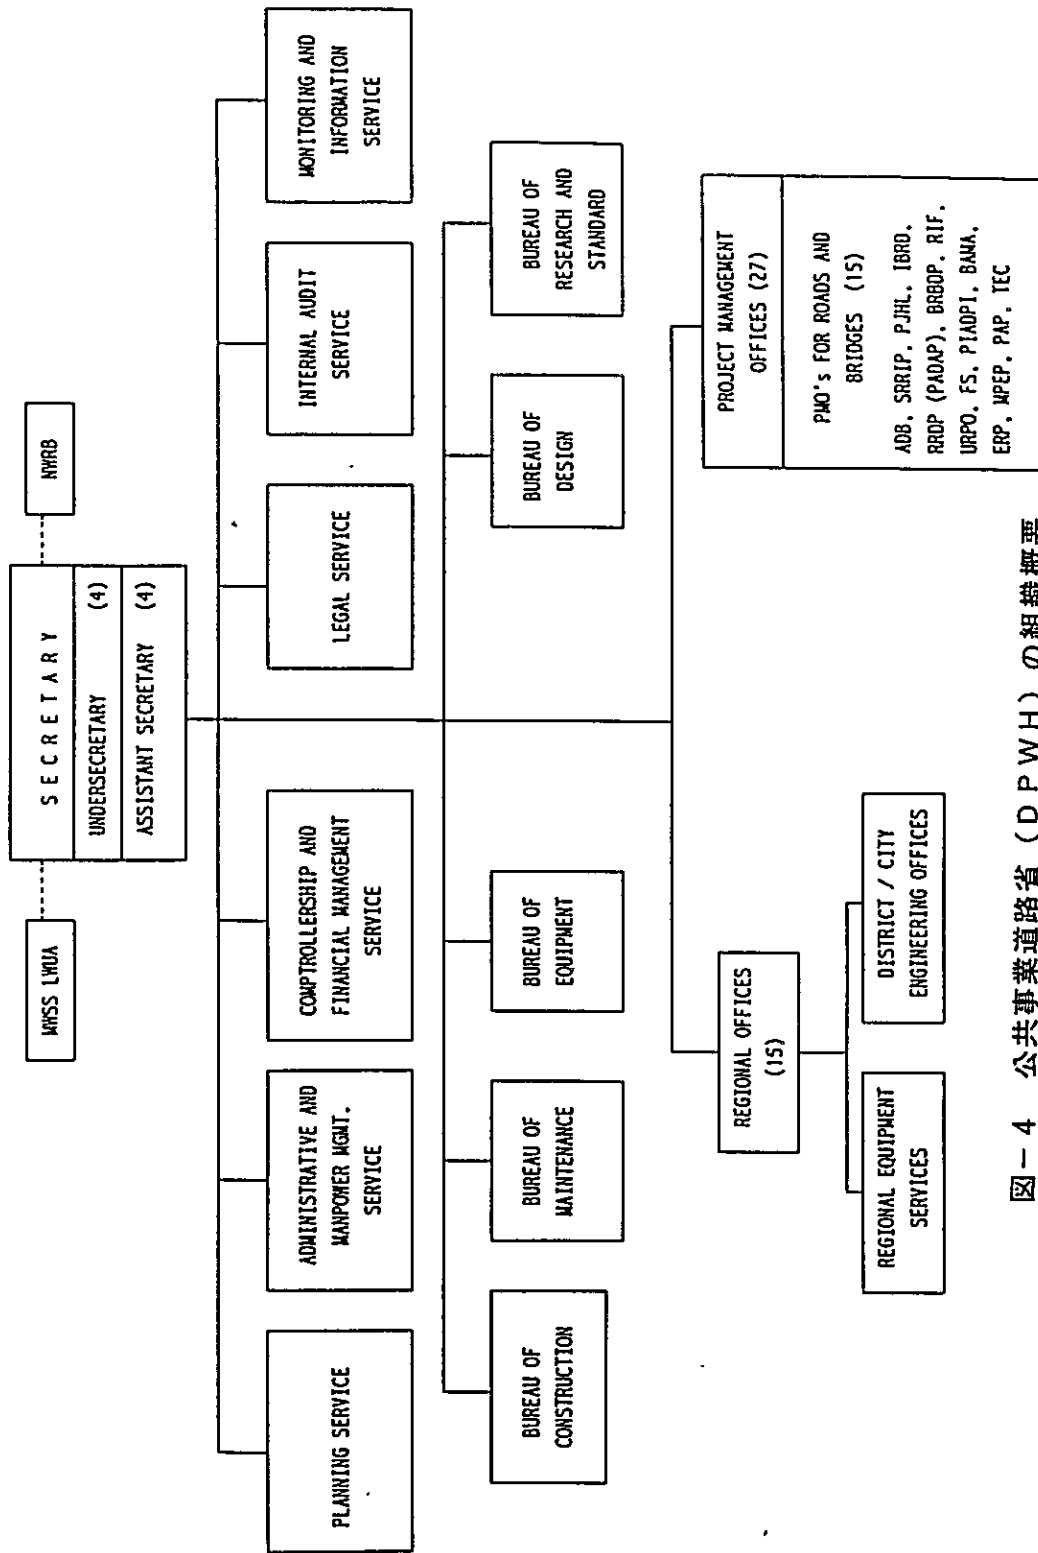 MWSS LWUA
S E C R E T A R Y
NWRB
UNDERSECRETARY (4)
ASSISTANT SECRETARY (4)
PLANNING SERVICE
ADMINISTRATIVE AND
MANPOWER MGMT.
SERVICE
COMPTROLLERSHIP AND
FINANCIAL MANAGEMENT
SERVICE
LEGAL SERVICE
INTERNAL AUDIT
SERVICE
MONITORING AND
INFORMATION
SERVICE
BUREAU OF
CONSTRUCTION
BUREAU OF
MAINTENANCE
BUREAU OF
EQUIPMENT
BUREAU OF
DESIGN
BUREAU OF
RESEARCH AND
STANDARD
REGIONAL OFFICES
(15)
REGIONAL EQUIPMENT
SERVICES
DISTRICT / CITY
ENGINEERING OFFICES
PROJECT MANAGEMENT
OFFICES (27)
PMO's FOR ROADS AND
BRIDGES (15)
ADB, SRRIP, PJHL, IBRD,
RRDP (PADAP), BRBDP, RIF,
URPO, FS, PIADPI, BAMA,
ERP, MPEP, PAP, TEC
図－4 公共事業道路省（DPWH）の組織概要